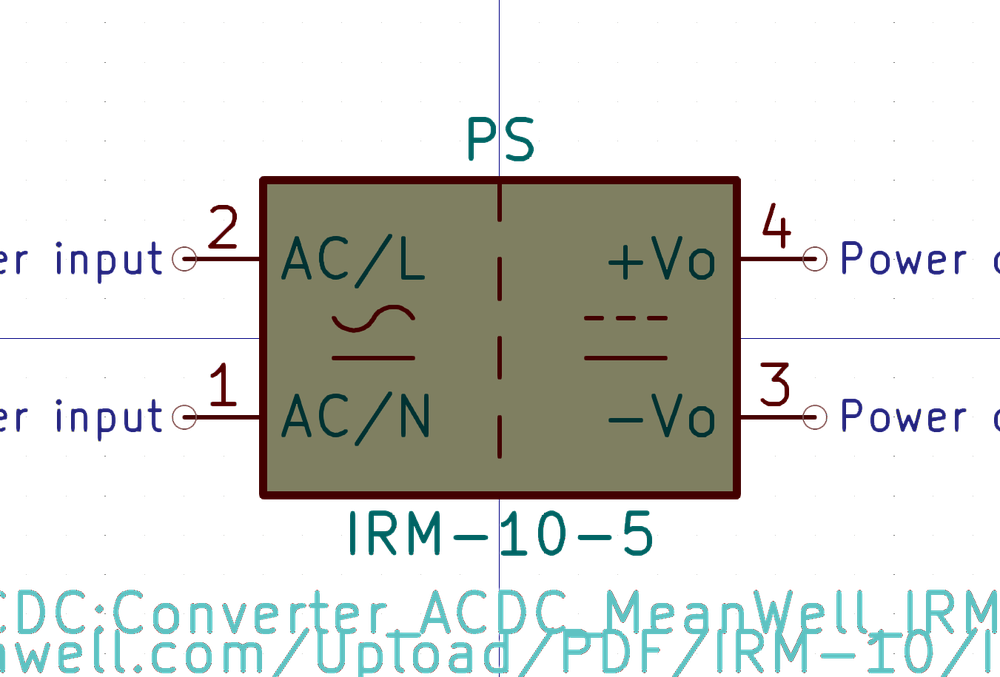 PS
2 4
er input AC/L +Vo Power
1 3
er input AC/N -Vo Power
IRM-10-5
CDC:Converter_ACDC_MeanWell_IRM
well.com/Upload/PDF/IRM-10/I